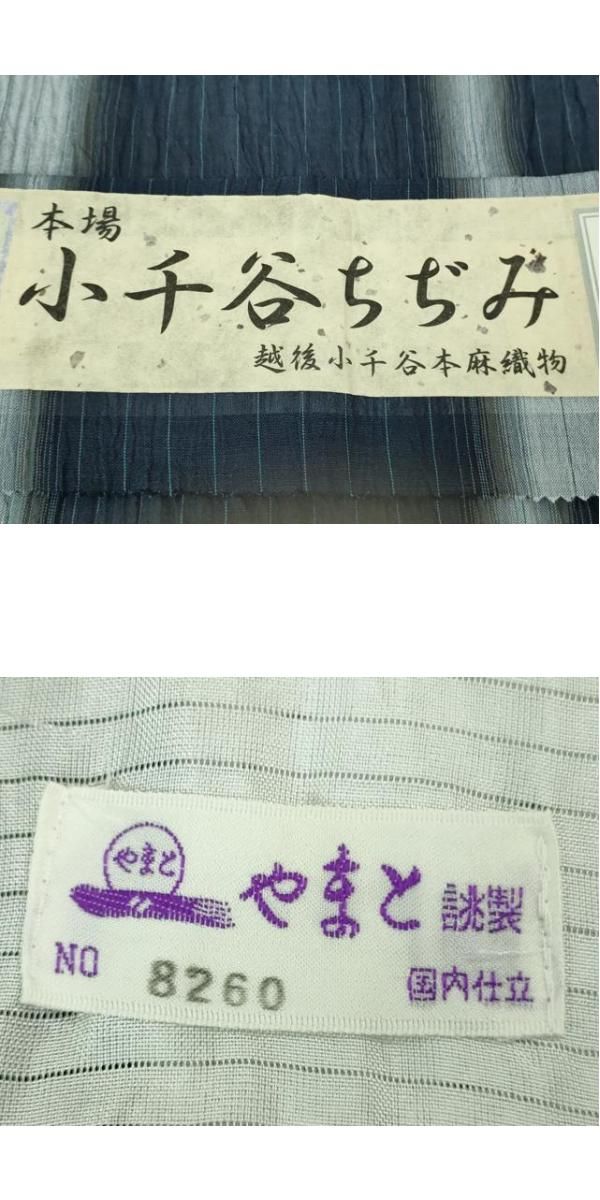 本場
小千谷ちぢみ
越後小千谷本麻織物
やまと
やまと 謹製
NO 8260
国内仕立